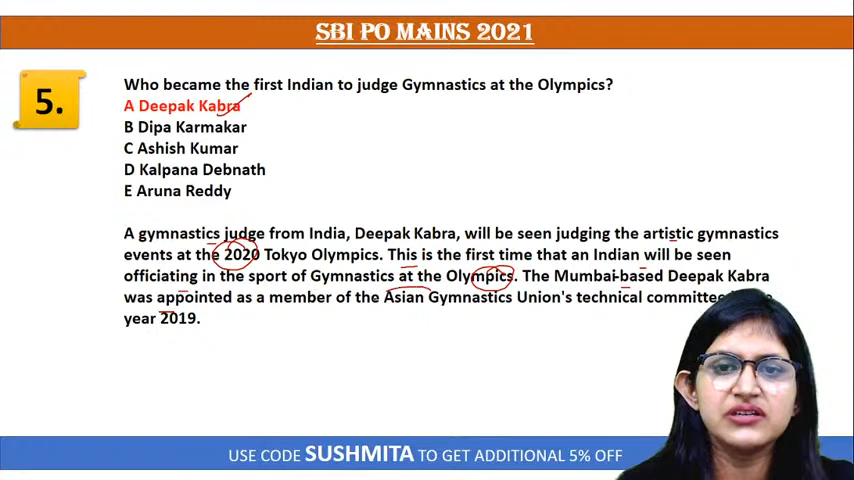 SBI PO MAINS 2021
5.
Who became the first Indian to judge Gymnastics at the Olympics?
A Deepak Kabra
B Dipa Karmakar
C Ashish Kumar
D Kalpana Debnath
E Aruna Reddy
A gymnastics judge from India, Deepak Kabra, will be seen judging the artistic gymnastics
events at the 2020 Tokyo Olympics. This is the first time that an Indian will be seen
officiating in the sport of Gymnastics at the Olympics. The Mumbai-based Deepak Kabra
was appointed as a member of the Asian Gymnastics Union's technical
year 2019.
USE CODE SUSHMITA TO GET ADDITIONAL 5% OFF